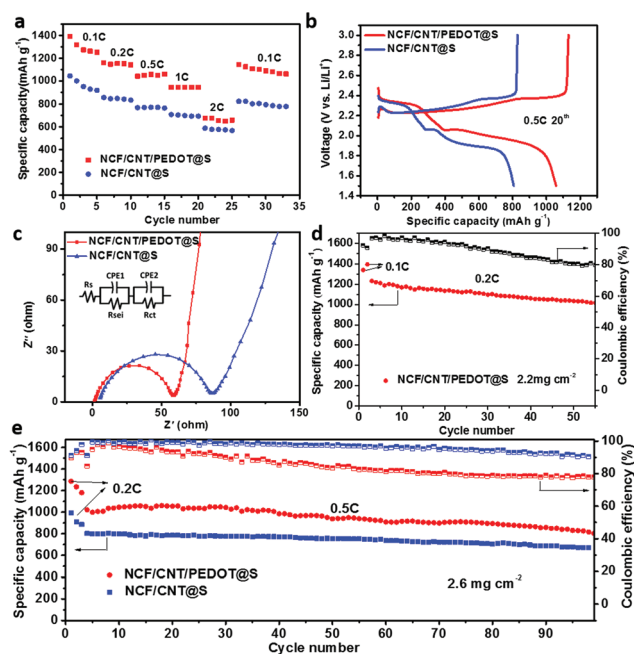 a
1400
1200
1000
800
600
400
200
0
0 5 10 15 20 25 30 35
Specific capacity(mAh g-1)
Cycle number
0.1C
0.2C
0.5C
1C
2C
0.1C
NCF/CNT/PEDOT@S
NCF/CNT@S
b
3.0
2.7
2.4
2.1
1.8
1.5
0 200 400 600 800 1000 1200
Voltage (V vs. Li/Li+)
Specific capacity (mAh g-1)
NCF/CNT/PEDOT@S
NCF/CNT@S
0.5C 20th
c
90
60
30
0
0 50 100 150
Z'' (ohm)
Z' (ohm)
NCF/CNT/PEDOT@S
NCF/CNT@S
CPE1 CPE2
Rs
Rsei Rct
d
1600
1400
1200
1000
800
600
400
200
0
0 10 20 30 40 50
Specific capacity (mAh g-1)
Cycle number
100
80
60
40
20
0
Coulombic efficiency (%)
0.1C
0.2C
NCF/CNT/PEDOT@S 2.2mg cm-2
e
1600
1400
1200
1000
800
600
400
200
0
0 10 20 30 40 50 60 70 80 90
Specific capacity (mAh g-1)
Cycle number
100
80
60
40
20
0
Coulombic efficiency (%)
0.2C
0.5C
NCF/CNT/PEDOT@S
NCF/CNT@S
2.6 mg cm-2